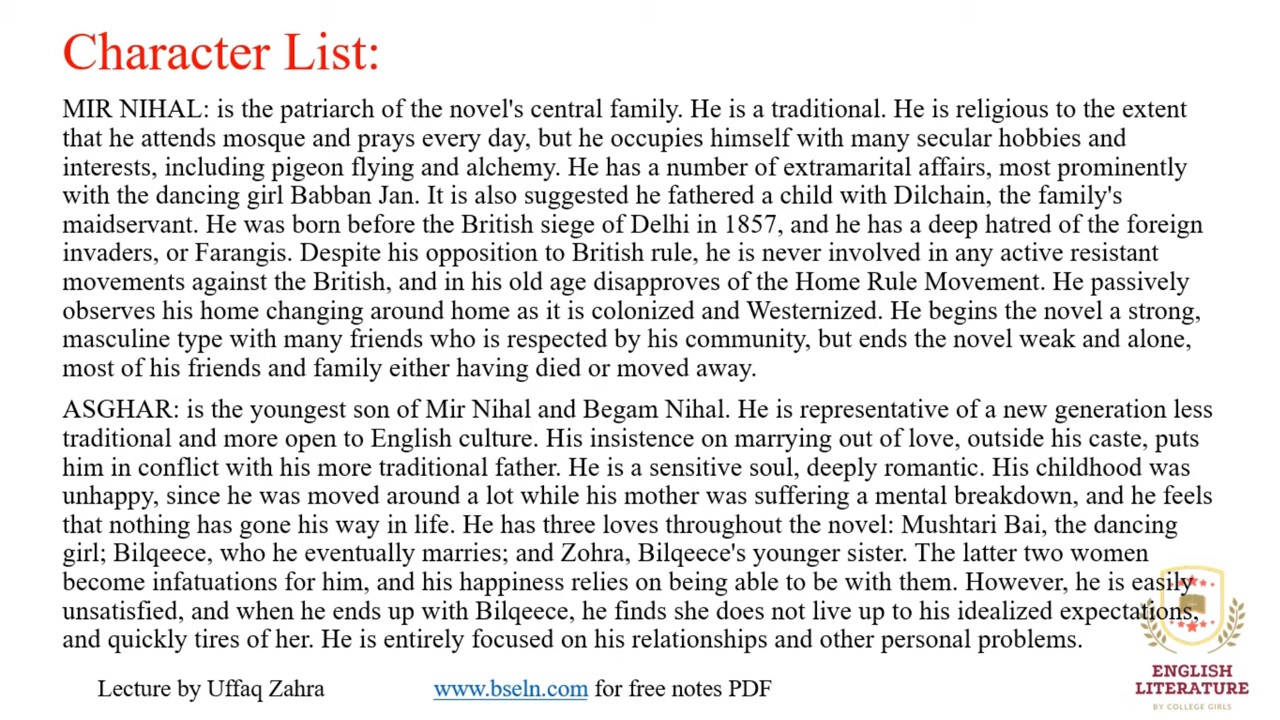 Character List:
MIR NIHAL: is the patriarch of the novel's central family. He is a traditional. He is religious to the extent
that he attends mosque and prays every day, but he occupies himself with many secular hobbies and
interests, including pigeon flying and alchemy. He has a number of extramarital affairs, most prominently
with the dancing girl Babban Jan. It is also suggested he fathered a child with Dilchain, the family's
maidservant. He was born before the British siege of Delhi in 1857, and he has a deep hatred of the foreign
invaders, or Farangis. Despite his opposition to British rule, he is never involved in any active resistant
movements against the British, and in his old age disapproves of the Home Rule Movement. He passively
observes his home changing around home as it is colonized and Westernized. He begins the novel a strong,
masculine type with many friends who is respected by his community, but ends the novel weak and alone,
most of his friends and family either having died or moved away.
ASGHAR: is the youngest son of Mir Nihal and Begam Nihal. He is representative of a new generation less
traditional and more open to English culture. His insistence on marrying out of love, outside his caste, puts
him in conflict with his more traditional father. He is a sensitive soul, deeply romantic. His childhood was
unhappy, since he was moved around a lot while his mother was suffering a mental breakdown, and he feels
that nothing has gone his way in life. He has three loves throughout the novel: Mushtari Bai, the dancing
girl; Bilqeece, who he eventually marries; and Zohra, Bilqeece's younger sister. The latter two women
become infatuations for him, and his happiness relies on being able to be with them. However, he is easily
unsatisfied, and when he ends up with Bilqeece, he finds she does not live up to his idealized expectations,
and quickly tires of her. He is entirely focused on his relationships and other personal problems.
Lecture by Uffaq Zahra www.bseln.com for free notes PDF
ENGLISH
LITERATURE
BY COLLEGE GIRLS